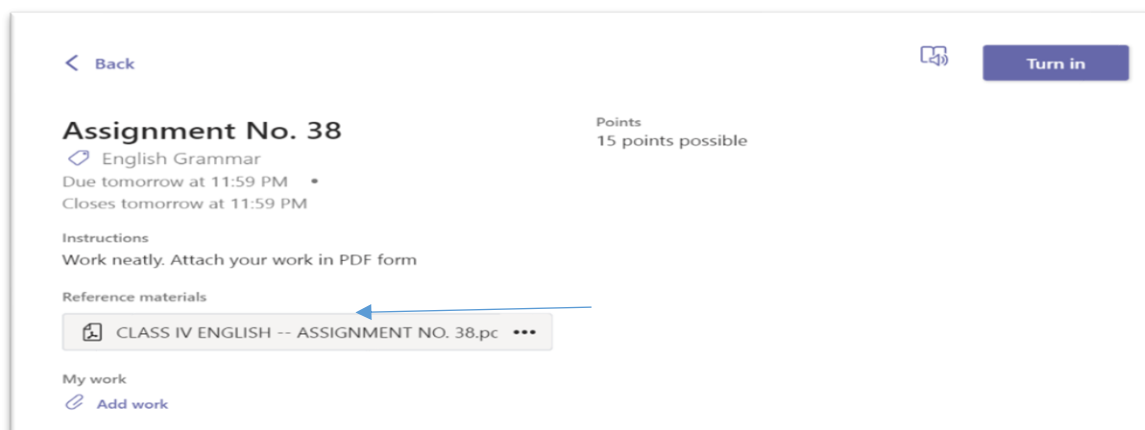 Back
Turn in
Assignment No. 38
Points
15 points possible
English Grammar
Due tomorrow at 11:59 PM •
Closes tomorrow at 11:59 PM
Instructions
Work neatly. Attach your work in PDF form
Reference materials
CLASS IV ENGLISH -- ASSIGNMENT NO. 38.pc •••
My work
Add work